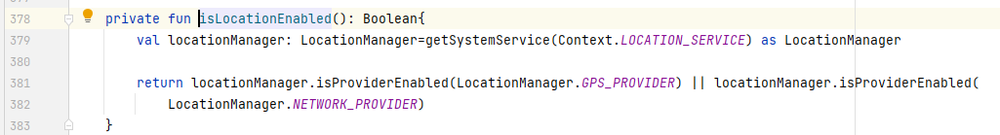 378 private fun isLocationEnabled(): Boolean{
379 val locationManager: LocationManager=getSystemService(Context.LOCATION_SERVICE) as LocationManager
380
381 return locationManager.isProviderEnabled(LocationManager.GPS_PROVIDER) || locationManager.isProviderEnabled(
382 LocationManager.NETWORK_PROVIDER)
383 }